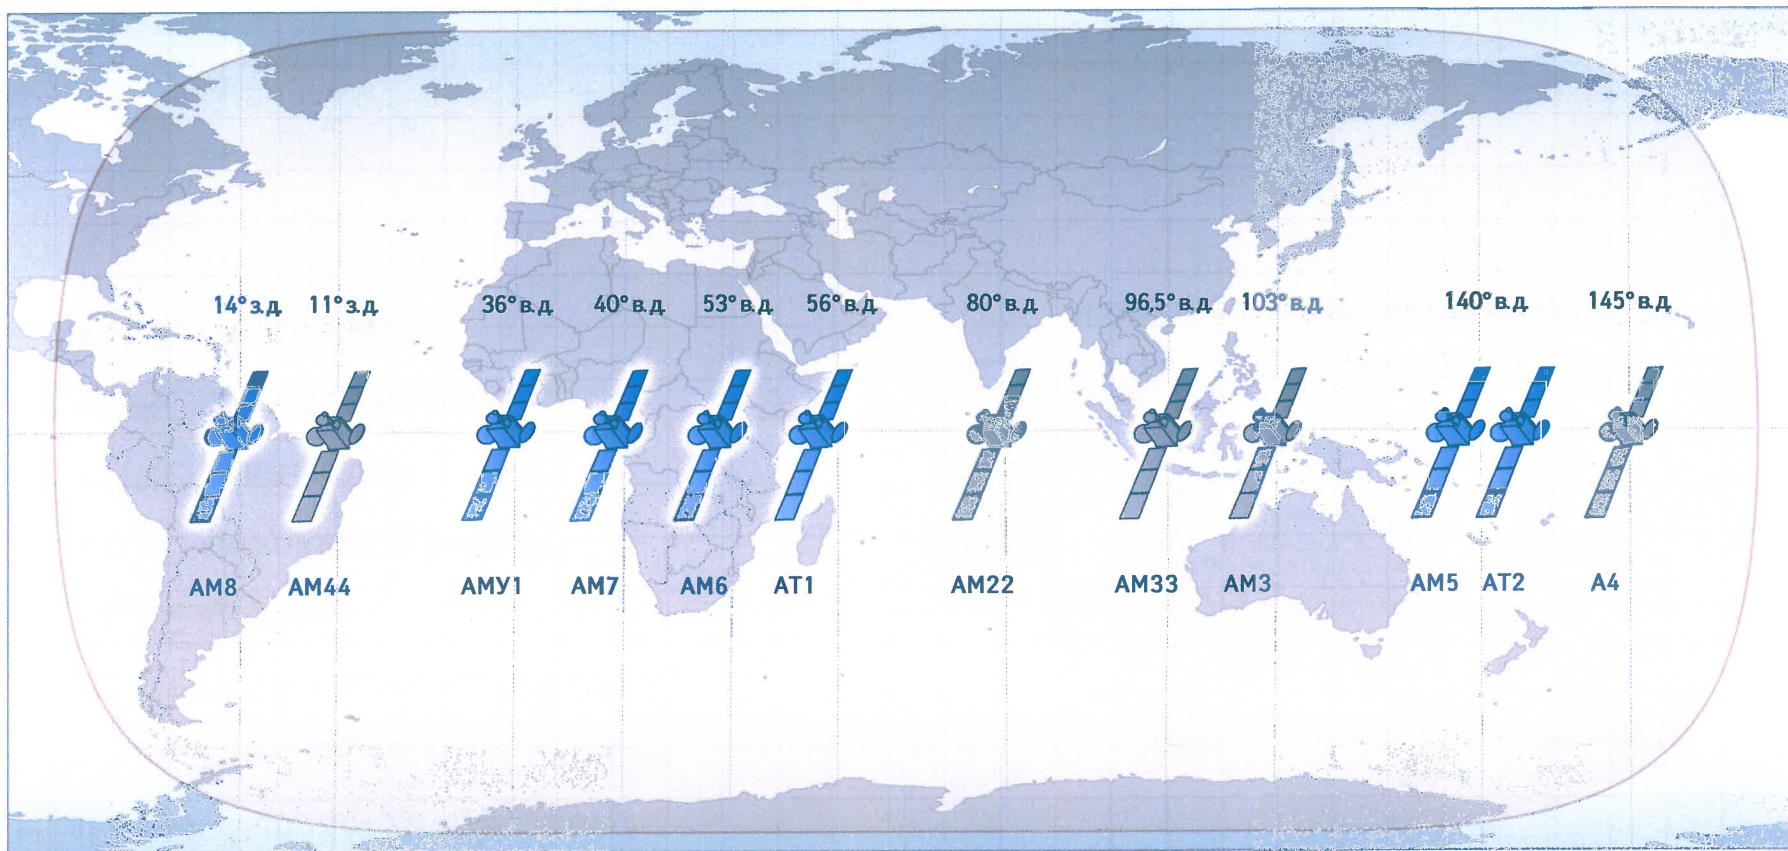 14° з.д.
11° з.д.
36° в.д.
40° в.д.
53° в.д.
56° в.д.
80° в.д.
96,5° в.д.
103° в.д.
140° в.д.
145° в.д.
АМ8
АМ44
АМУ1
АМ7
АМ6
АТ1
АМ22
АМ33
АМ3
АМ5
АТ2
А4